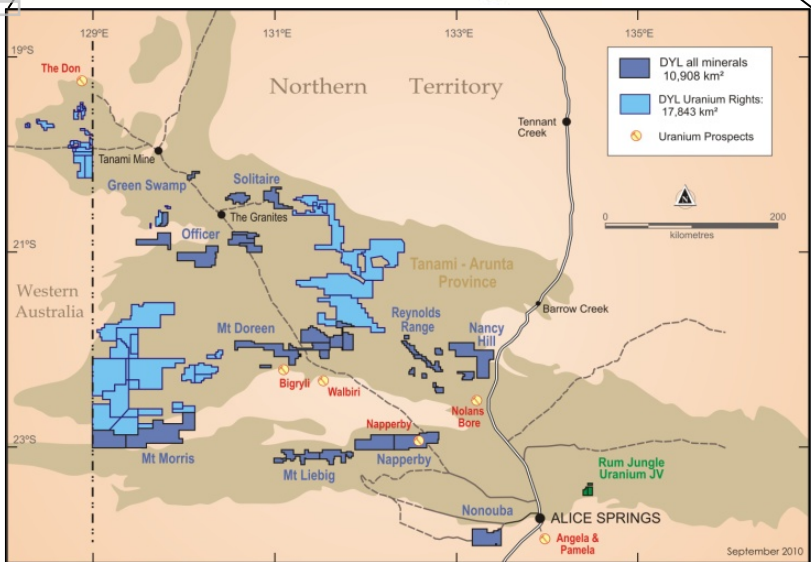 129°E
131°E
133°E
135°E
19°S
The Don
Northern Territory
DYL all minerals
10,908 km²
DYL Uranium Rights:
17,843 km²
Uranium Prospects
Tennant
Creek
Tanami Mine
Green Swamp
Solitaire
The Granites
N
0
200
kilometres
Officer
21°S
Tanami - Arunta
Province
Western
Australia
Mt Doreen
Reynolds
Range
Nancy
Hill
Barrow Creek
Bigryli
Walbiri
Nolans
Bore
Napperby
23°S
Mt Morris
Mt Liebig
Napperby
Rum Jungle
Uranium JV
Nonouba
ALICE SPRINGS
Angela &
Pamela
September 2010